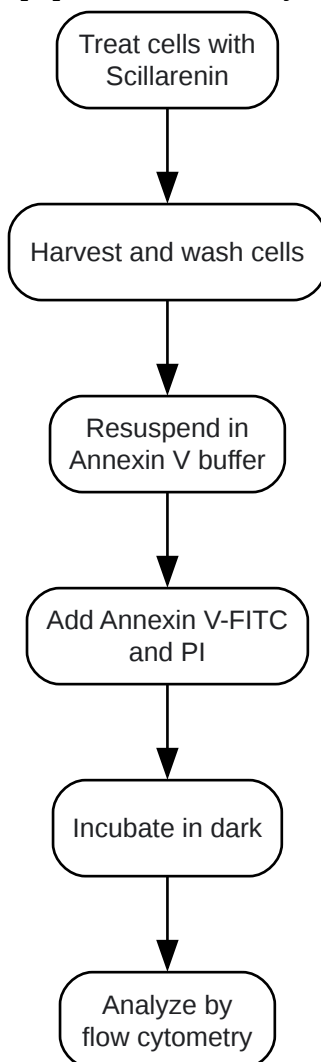 Treat cells with
Scillarenin
Harvest and wash cells
Resuspend in
Annexin V buffer
Add Annexin V-FITC
and PI
Incubate in dark
Analyze by
flow cytometry